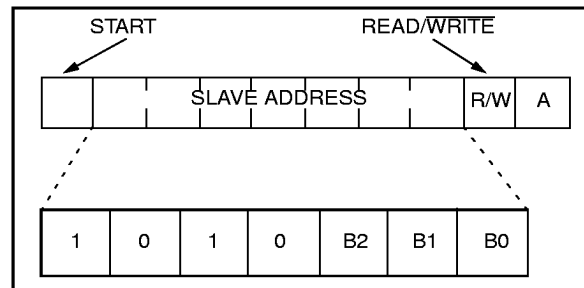 START READ/WRITE
SLAVE ADDRESS R/W A
1 0 1 0 B2 B1 B0